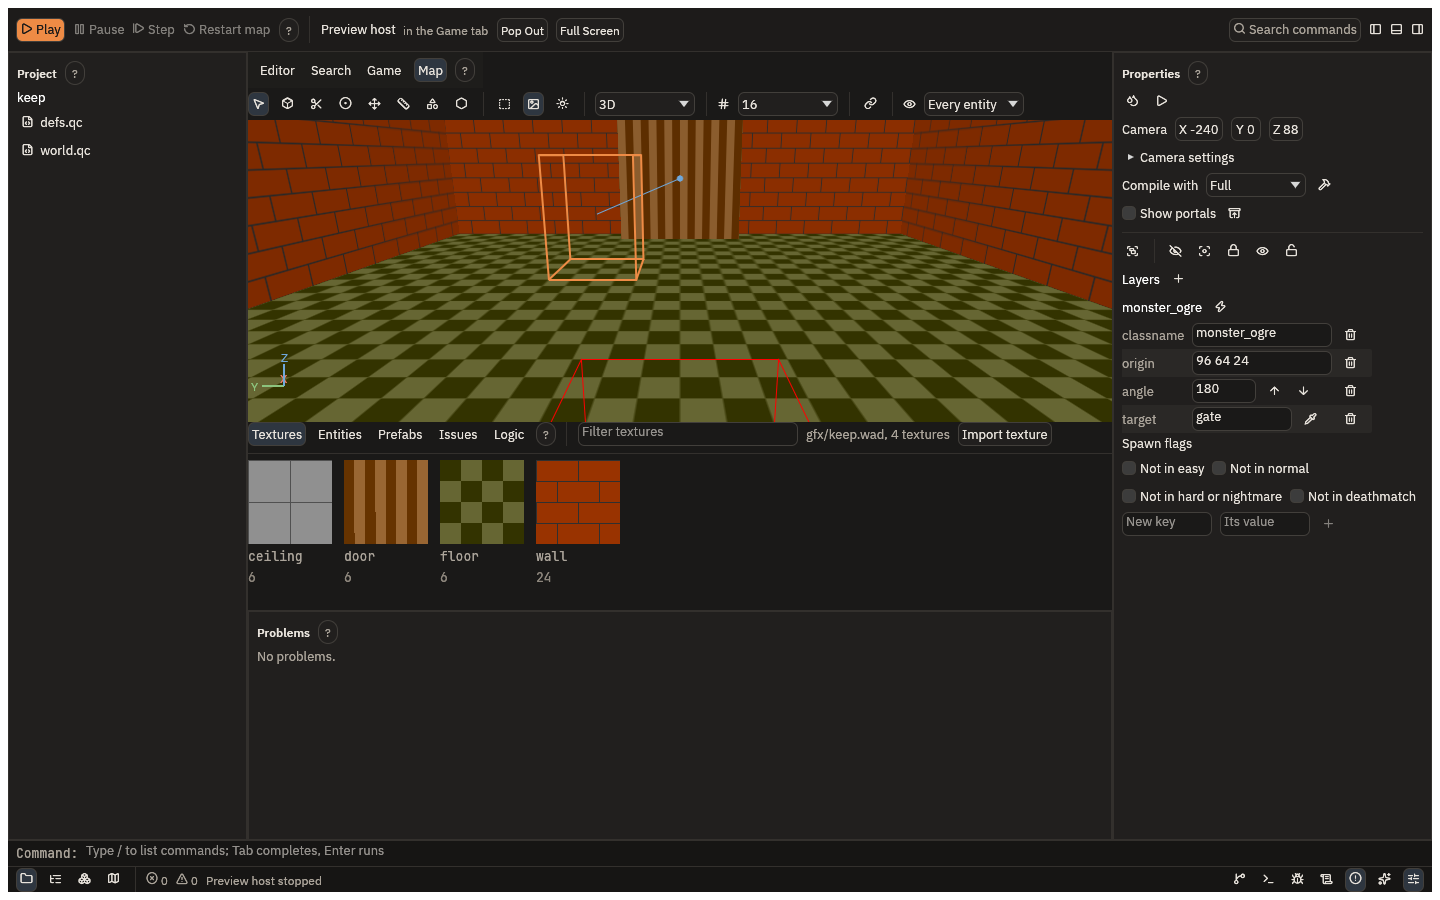 Play Pause Step Restart map ? Preview host in the Game tab Pop Out Full Screen Search commands
Project ?
keep
defs.qc
world.qc
Editor Search Game Map ?
3D # 16 Every entity
Z
Y X
Textures Entities Prefabs Issues Logic ? Filter textures gfx/keep.wad, 4 textures Import texture
ceiling door floor wall
6 6 6 24
Problems ?
No problems.
Properties ?
Camera X -240 Y 0 Z 88
Camera settings
Compile with Full
Show portals
Layers +
monster_ogre
classname monster_ogre
origin 96 64 24
angle 180
target gate
Spawn flags
Not in easy Not in normal
Not in hard or nightmare Not in deathmatch
New key Its value +
Command: Type / to list commands; Tab completes, Enter runs
0 0 Preview host stopped